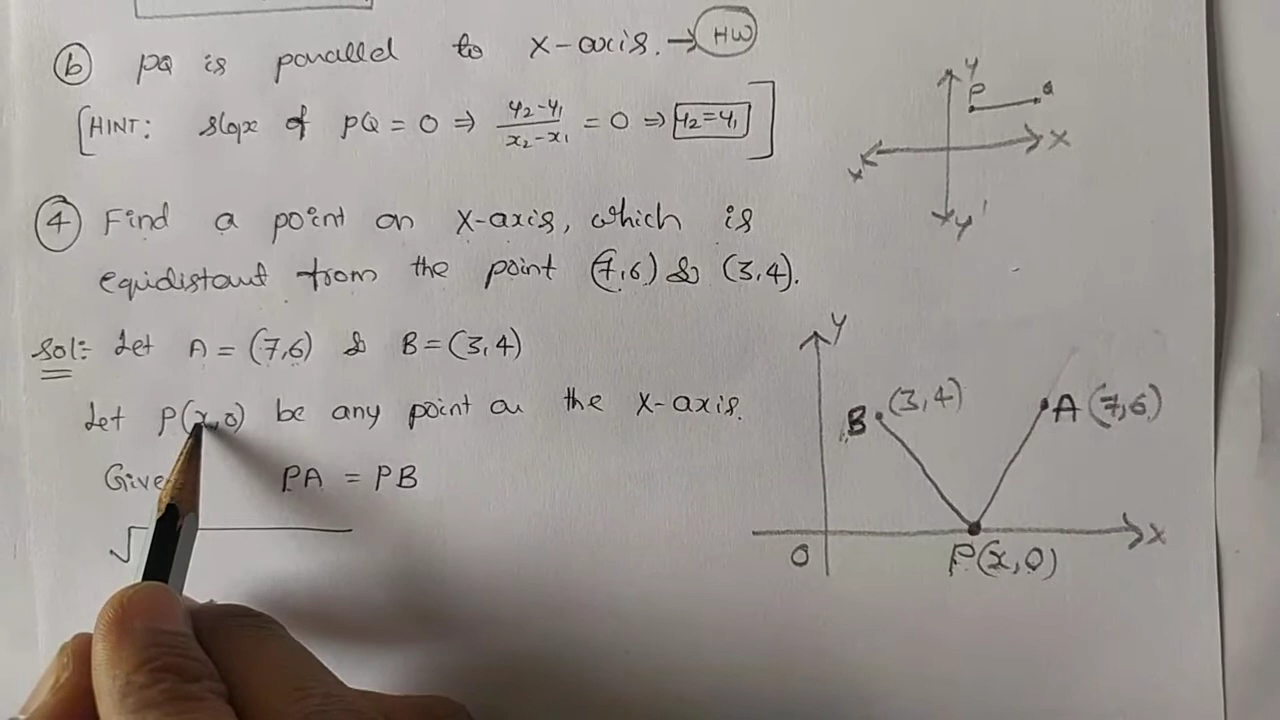 (b) PQ is parallel to X-axis. → HW
[HINT: slope of PQ = 0 ⇒ y₂-y₁/x₂-x₁ = 0 ⇒ y₂=y₁]
Y
P Q
X
X'
Y'
(4) Find a point on X-axis, which is
equidistant from the point (7,6) & (3,4).
Sol:- Let A = (7,6) & B = (3,4)
Let P(x,0) be any point on the X-axis.
Given PA = PB
√
Y
B (3,4)
A (7,6)
O
X
P(x,0)